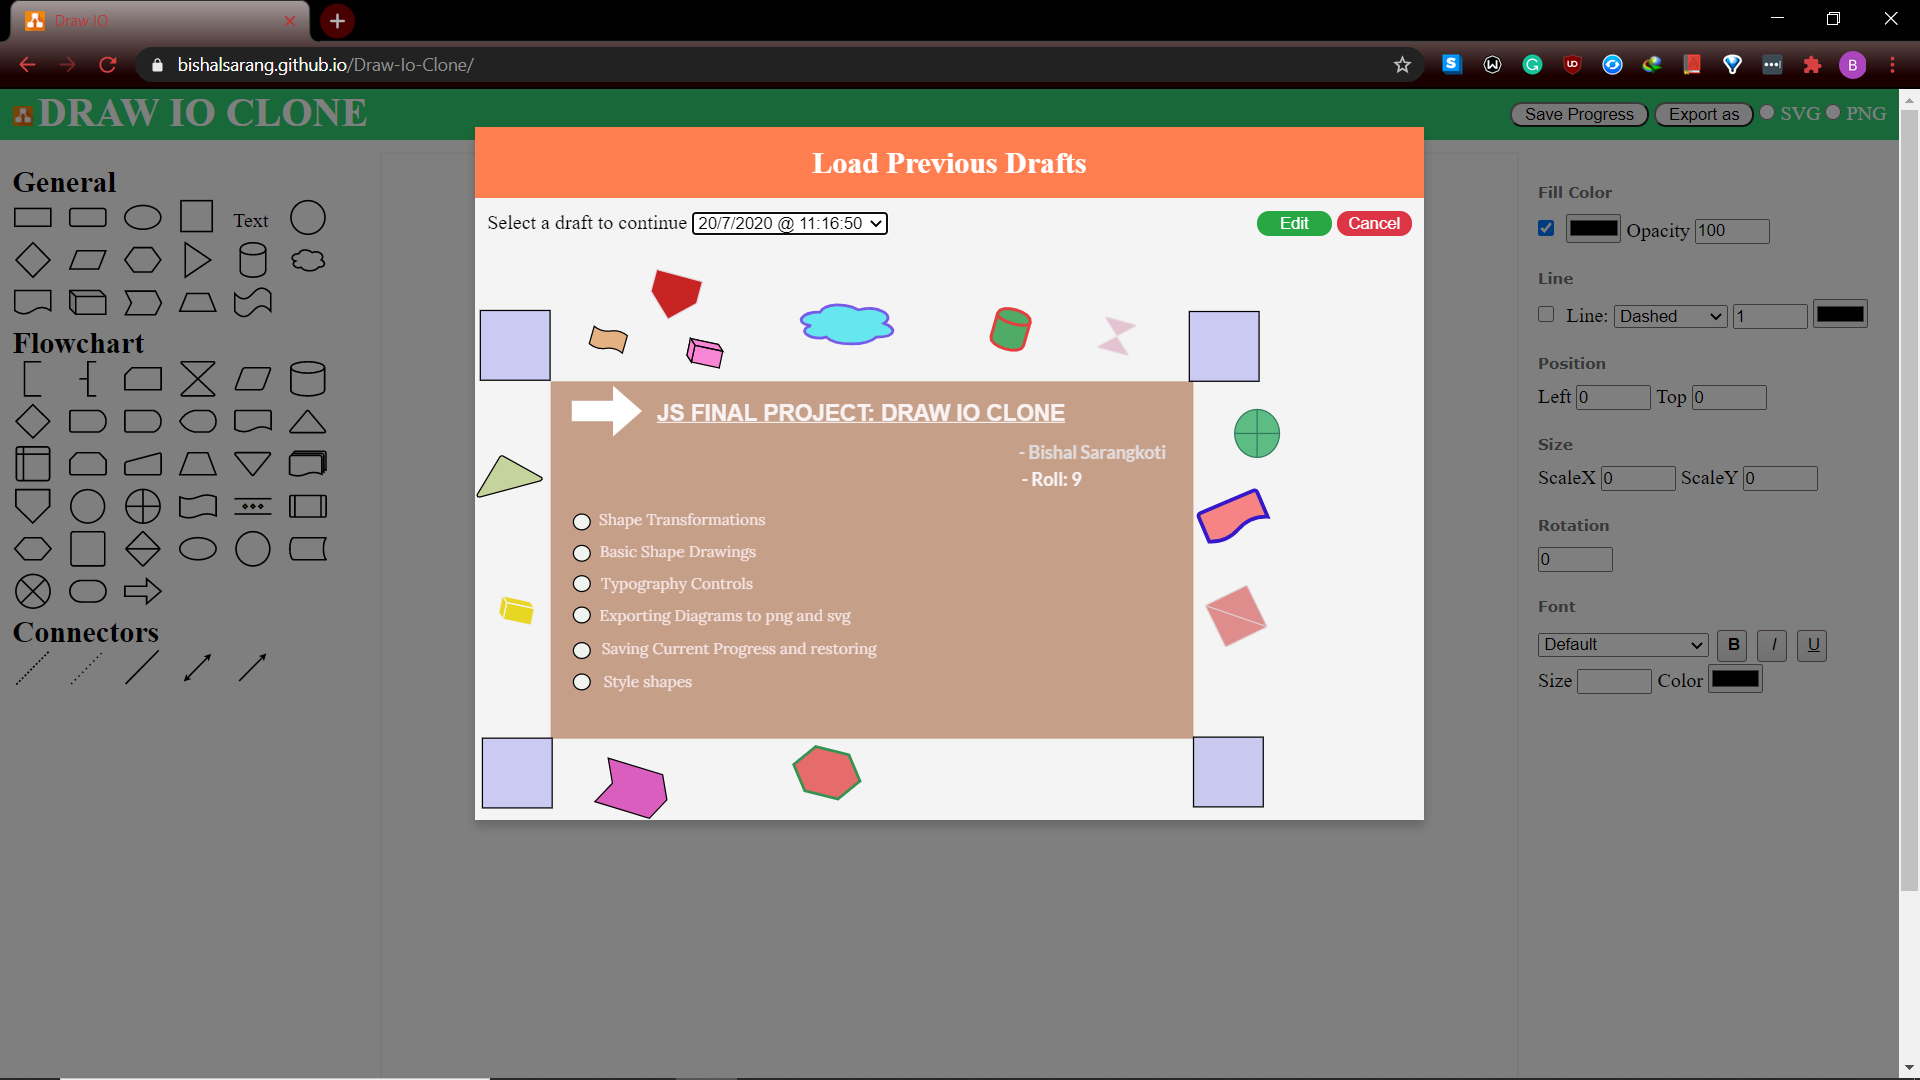 Draw IO
bishalsarang.github.io/Draw-Io-Clone/
B
DRAW IO CLONE
Save Progress
Export as
SVG
PNG
Load Previous Drafts
Select a draft to continue
20/7/2020 @ 11:16:50
Edit
Cancel
General
Text
Flowchart
Connectors
JS FINAL PROJECT: DRAW IO CLONE
- Bishal Sarangkoti
- Roll: 9
Shape Transformations
Basic Shape Drawings
Typography Controls
Exporting Diagrams to png and svg
Saving Current Progress and restoring
Style shapes
Fill Color
Opacity 100
Line
Line: Dashed 1
Position
Left 0 Top 0
Size
ScaleX 0 ScaleY 0
Rotation
0
Font
Default B I U
Size Color